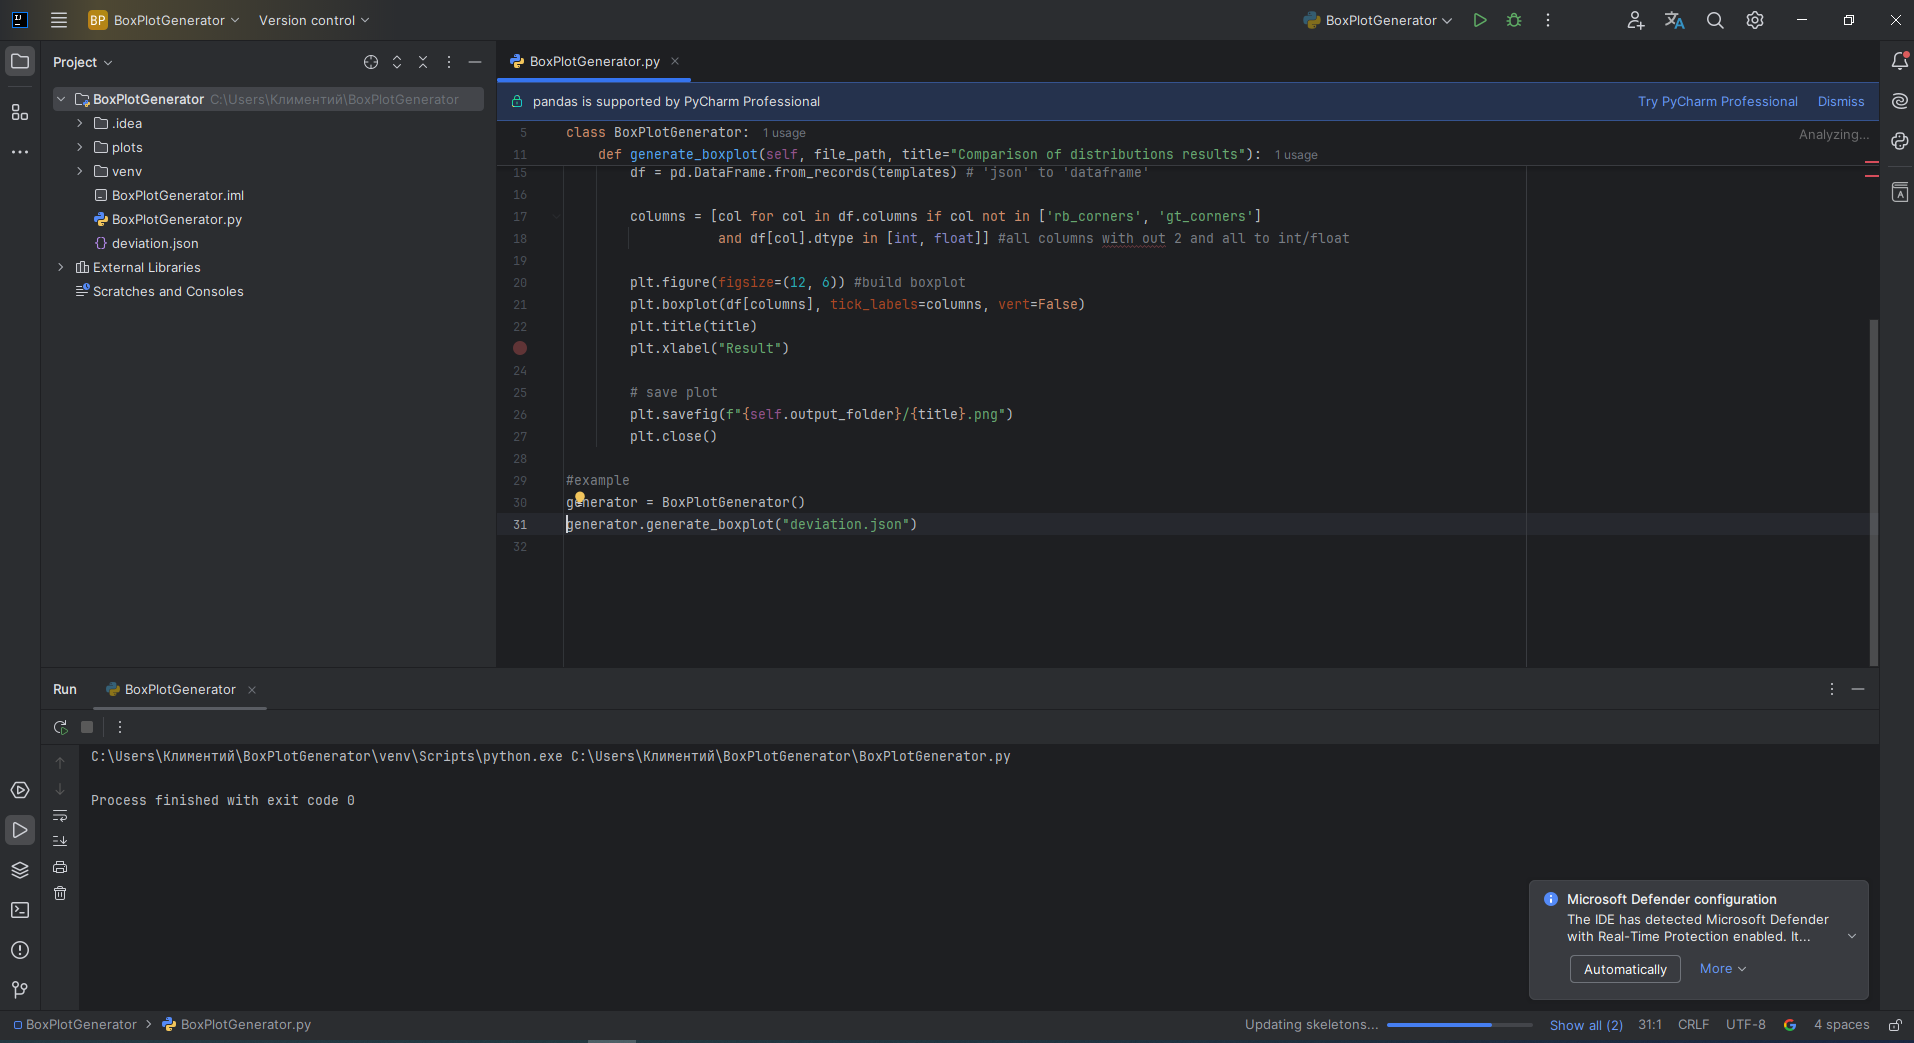 BP BoxPlotGenerator Version control BoxPlotGenerator
Project
BoxPlotGenerator C:\Users\Климентий\BoxPlotGenerator
.idea
plots
venv
BoxPlotGenerator.iml
BoxPlotGenerator.py
deviation.json
External Libraries
Scratches and Consoles
BoxPlotGenerator.py
pandas is supported by PyCharm Professional Try PyCharm Professional Dismiss
5 class BoxPlotGenerator: 1 usage Analyzing...
11 def generate_boxplot(self, file_path, title="Comparison of distributions results"): 1 usage
15 df = pd.DataFrame.from_records(templates) # 'json' to 'dataframe'
16
17 columns = [col for col in df.columns if col not in ['rb_corners', 'gt_corners']
18 and df[col].dtype in [int, float]] #all columns with out 2 and all to int/float
19
20 plt.figure(figsize=(12, 6)) #build boxplot
21 plt.boxplot(df[columns], tick_labels=columns, vert=False)
22 plt.title(title)
plt.xlabel("Result")
24
25 # save plot
26 plt.savefig(f"{self.output_folder}/{title}.png")
27 plt.close()
28
29 #example
30 generator = BoxPlotGenerator()
31 generator.generate_boxplot("deviation.json")
32
Run BoxPlotGenerator
C:\Users\Климентий\BoxPlotGenerator\venv\Scripts\python.exe C:\Users\Климентий\BoxPlotGenerator\BoxPlotGenerator.py
Process finished with exit code 0
Microsoft Defender configuration
The IDE has detected Microsoft Defender
with Real-Time Protection enabled. It...
Automatically More
BoxPlotGenerator BoxPlotGenerator.py Updating skeletons... Show all (2) 31:1 CRLF UTF-8 4 spaces